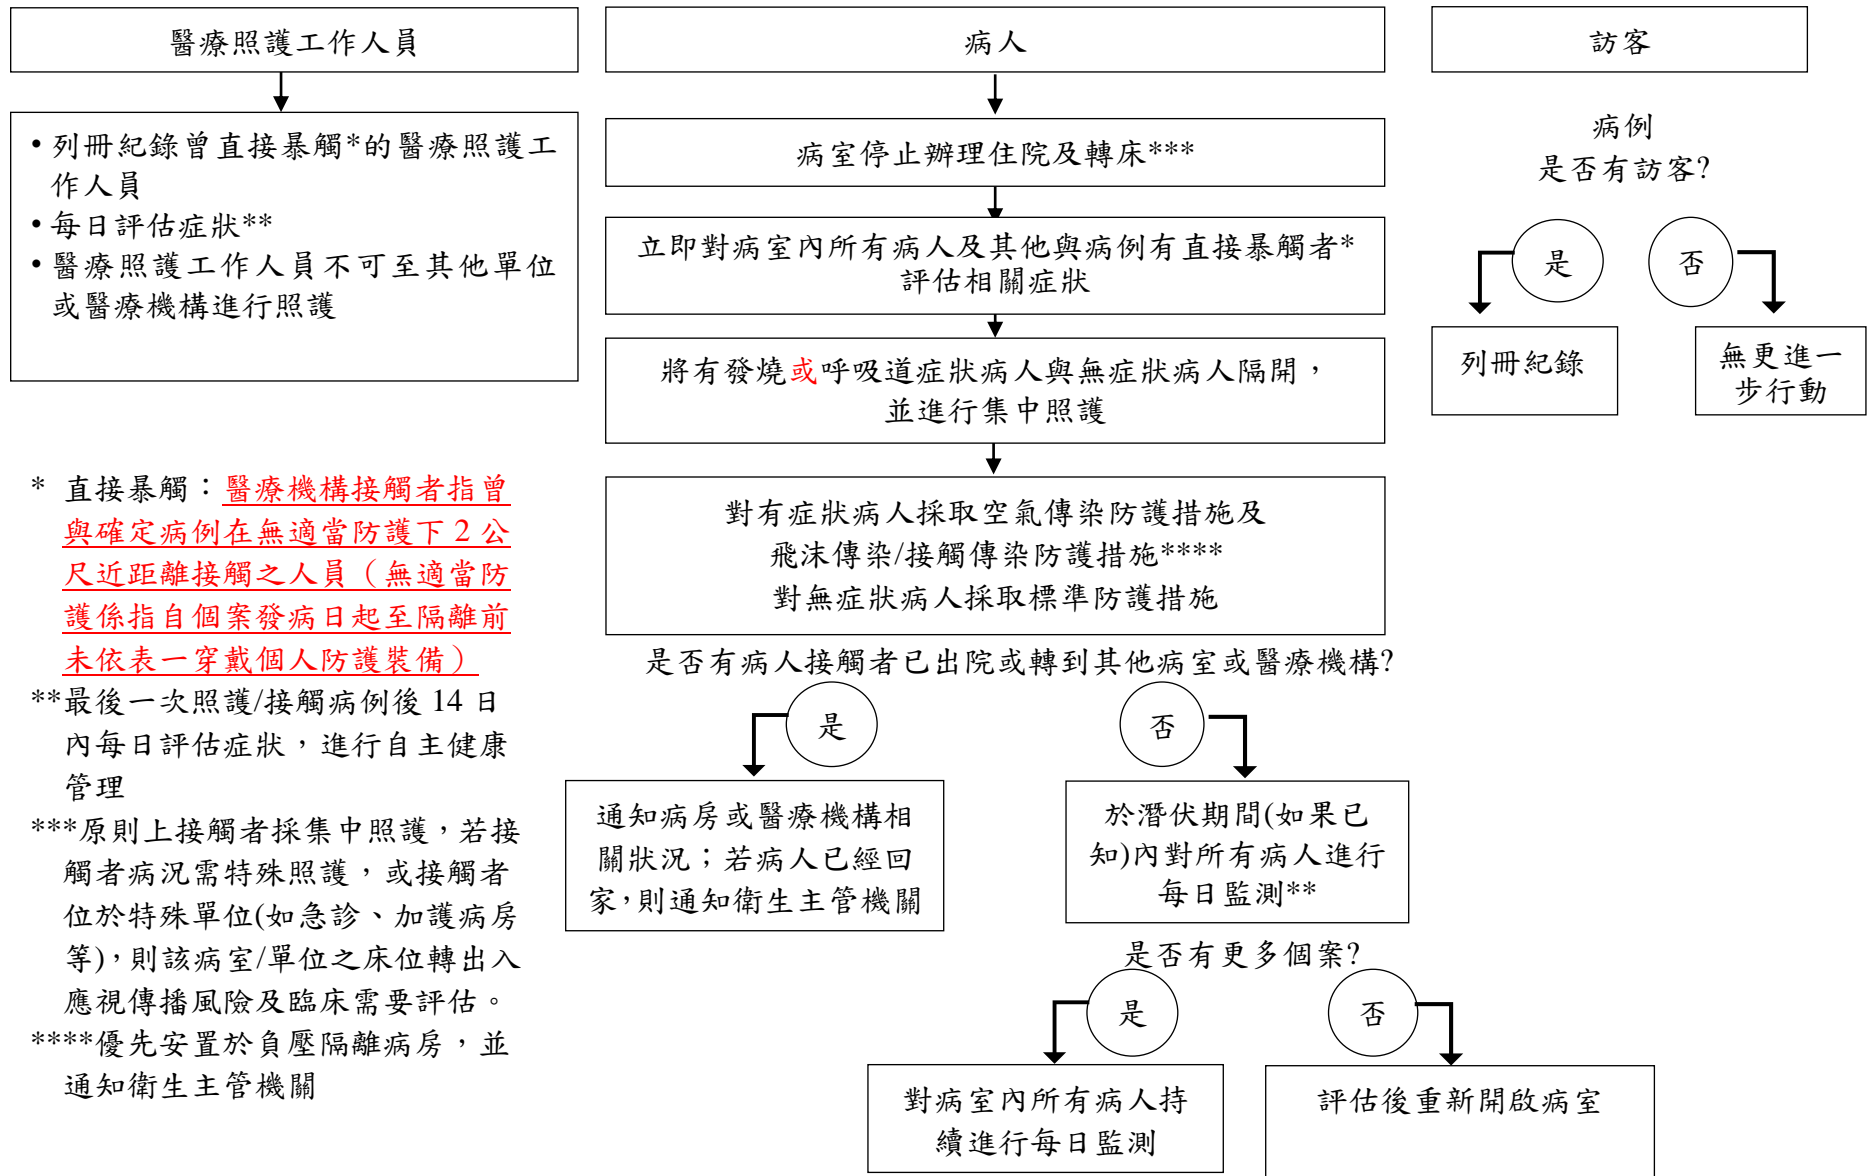 醫療照護工作人員
• 列冊紀錄曾直接暴觸*的醫療照護工
作人員
• 每日評估症狀**
• 醫療照護工作人員不可至其他單位
或醫療機構進行照護
* 直接暴觸：醫療機構接觸者指曾
與確定病例在無適當防護下 2 公
尺近距離接觸之人員（無適當防
護係指自個案發病日起至隔離前
未依表一穿戴個人防護裝備）
**最後一次照護/接觸病例後 14 日
內每日評估症狀，進行自主健康
管理
***原則上接觸者採集中照護，若接
觸者病況需特殊照護，或接觸者
位於特殊單位(如急診、加護病房
等)，則該病室/單位之床位轉出入
應視傳播風險及臨床需要評估。
****優先安置於負壓隔離病房，並
通知衛生主管機關
病人
病室停止辦理住院及轉床***
立即對病室內所有病人及其他與病例有直接暴觸者*
評估相關症狀
將有發燒或呼吸道症狀病人與無症狀病人隔開，
並進行集中照護
對有症狀病人採取空氣傳染防護措施及
飛沫傳染/接觸傳染防護措施****
對無症狀病人採取標準防護措施
是否有病人接觸者已出院或轉到其他病室或醫療機構?
是
否
通知病房或醫療機構相
關狀況；若病人已經回
家，則通知衛生主管機關
於潛伏期間(如果已
知)內對所有病人進行
每日監測**
是否有更多個案?
是
否
對病室內所有病人持
續進行每日監測
評估後重新開啟病室
訪客
病例
是否有訪客?
是
否
列冊紀錄
無更進一
步行動